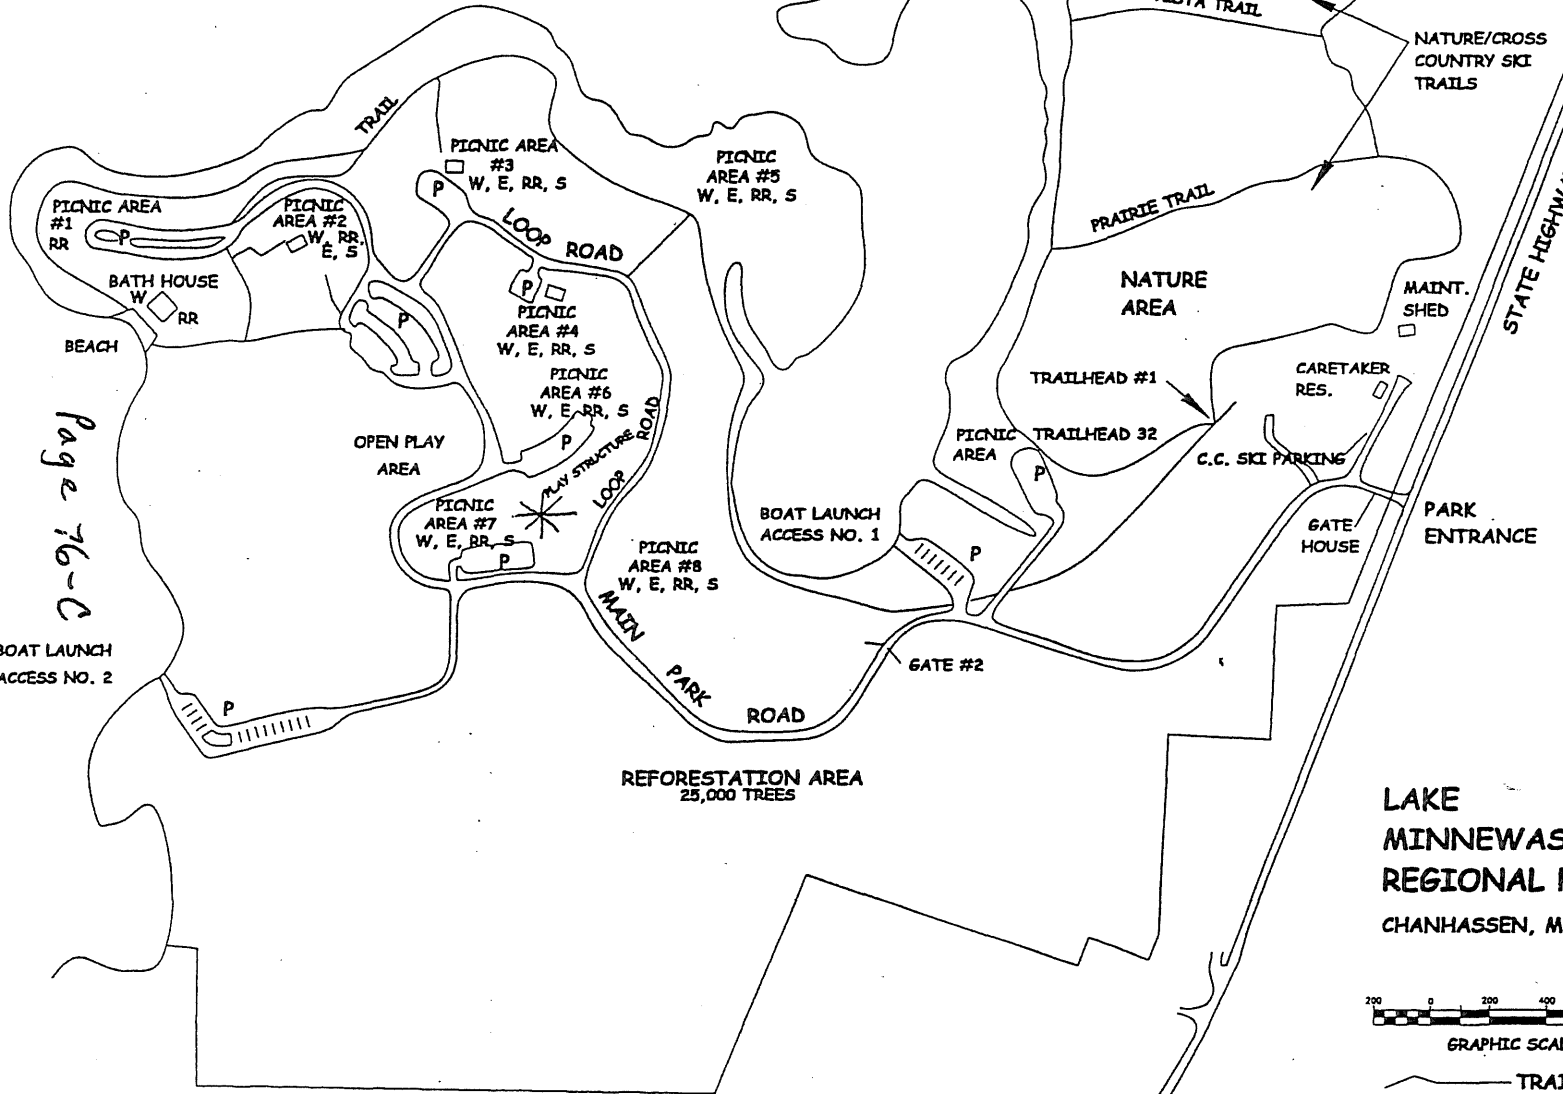 TRAIL
NATURE/CROSS
COUNTRY SKI
TRAILS
TRAIL
PICNIC AREA
#3
W, E, RR, S
P
PICNIC
AREA #5
W, E, RR, S
PICNIC AREA
#1
RR
P
PICNIC
AREA #2
W, RR,
E, S
LOOP ROAD
PRAIRIE TRAIL
STATE HIGHW
BATH HOUSE
W
RR
P
P
PICNIC
AREA #4
W, E, RR, S
NATURE
AREA
MAINT.
SHED
BEACH
PICNIC
AREA #6
W, E, RR, S
P
TRAILHEAD #1
CARETAKER
RES.
Page 76-C
OPEN PLAY
AREA
PLAY STRUCTURE
LOOP ROAD
PICNIC
AREA
TRAILHEAD 32
P
C.C. SKI PARKING
PICNIC
AREA #7
W, E, RR, S
P
BOAT LAUNCH
ACCESS NO. 1
P
GATE
HOUSE
PARK
ENTRANCE
PICNIC
AREA #8
W, E, RR, S
MAIN PARK ROAD
GATE #2
BOAT LAUNCH
ACCESS NO. 2
P
REFORESTATION AREA
25,000 TREES
LAKE
MINNEWAS
REGIONAL
CHANHASSEN, M
200 0 200 400
GRAPHIC SCAL
TRAI